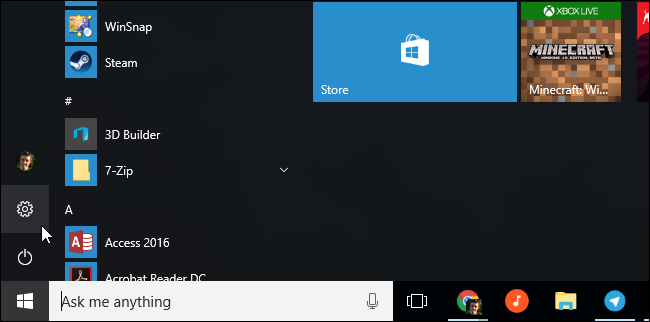 WinSnap
Steam
#
3D Builder
7-Zip
A
Access 2016
Acrobat Reader DC
XBOX LIVE
MINECRAFT
WINDOWS 10 EDITION BETA
Store
Minecraft: Wi...
Ask me anything